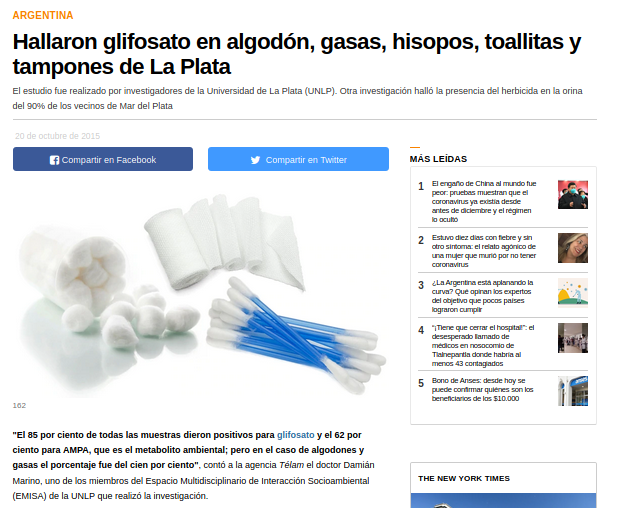 ARGENTINA
Hallaron glifosato en algodón, gasas, hisopos, toallitas y
tampones de La Plata
El estudio fue realizado por investigadores de la Universidad de La Plata (UNLP). Otra investigación halló la presencia del herbicida en la orina
del 90% de los vecinos de Mar del Plata
20 de octubre de 2015
Compartir en Facebook
Compartir en Twitter
162
"El 85 por ciento de todas las muestras dieron positivos para glifosato y el 62 por
ciento para AMPA, que es el metabolito ambiental; pero en el caso de algodones y
gasas el porcentaje fue del cien por ciento", contó a la agencia Télam el doctor Damián
Marino, uno de los miembros del Espacio Multidisciplinario de Interacción Socioambiental
(EMISA) de la UNLP que realizó la investigación.
MÁS LEÍDAS
1 El engaño de China al mundo fue
peor: pruebas muestran que el
coronavirus ya existía desde
antes de diciembre y el régimen
lo ocultó
2 Estuvo diez días con fiebre y sin
otro síntoma: el relato agónico de
una mujer que murió por no tener
coronavirus
3 ¿La Argentina está aplanando la
curva? Qué opinan los expertos
del objetivo que pocos países
lograron cumplir
4 "¡Tiene que cerrar el hospital!": el
desesperado llamado de
médicos en nosocomio de
Tlalnepantla donde habría al
menos 43 contagiados
5 Bono de Anses: desde hoy se
puede confirmar quiénes son los
beneficiarios de los $10.000
THE NEW YORK TIMES